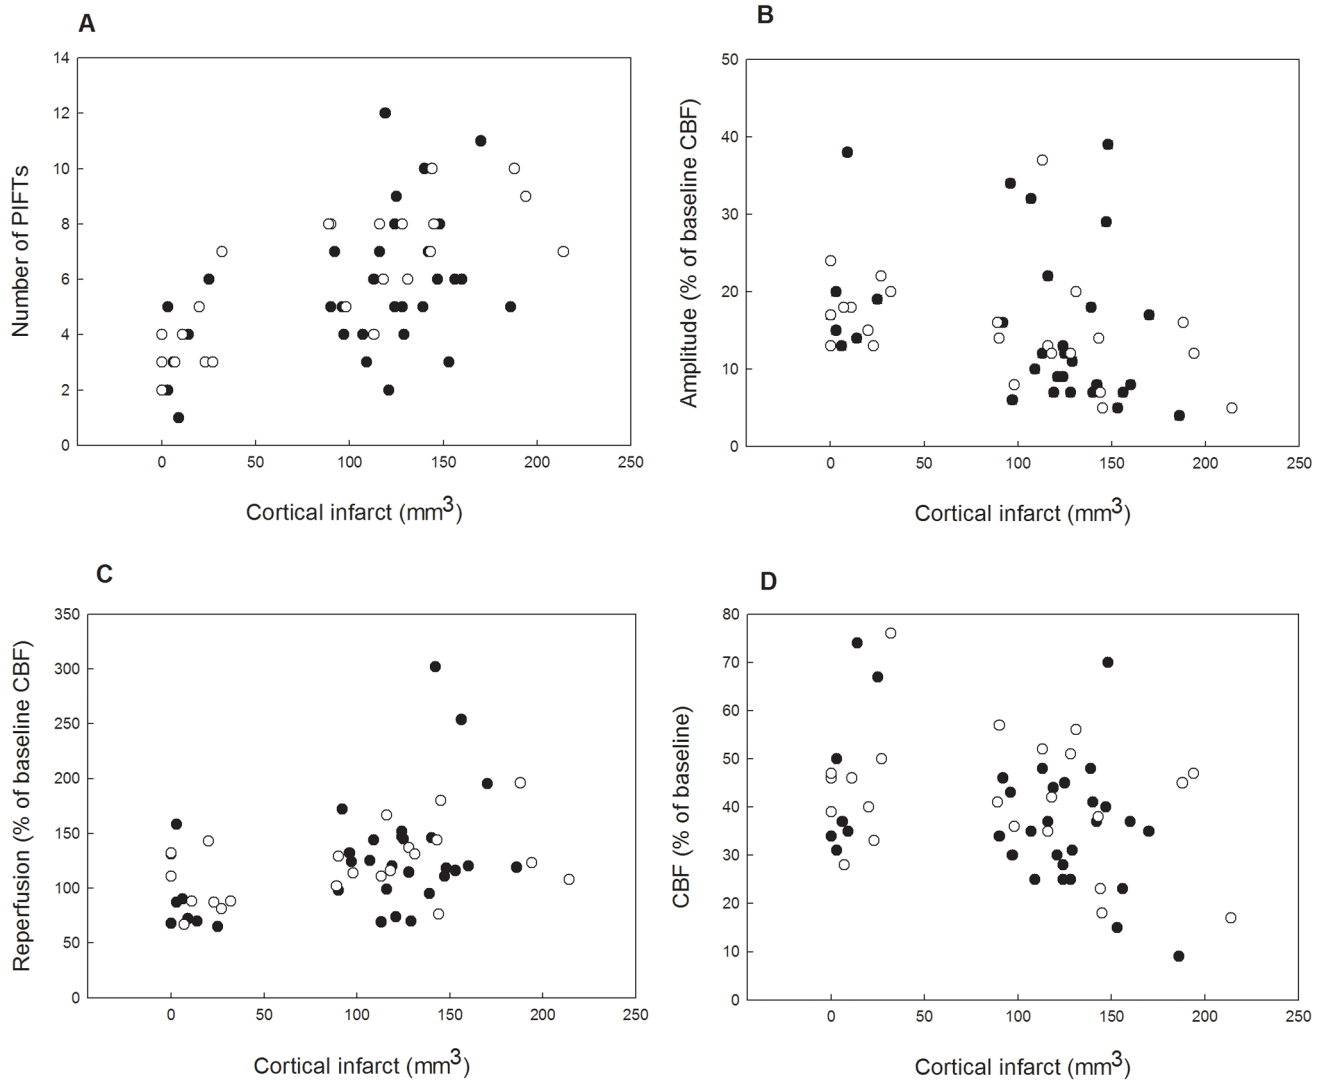 A
14
12
10
8
6
4
2
0
Number of PIFTs
0 50 100 150 200 250
Cortical infarct (mm³)
B
50
40
30
20
10
0
Amplitude (% of baseline CBF)
0 50 100 150 200 250
Cortical infarct (mm³)
C
350
300
250
200
150
100
50
0
Reperfusion (% of baseline CBF)
0 50 100 150 200 250
Cortical infarct (mm³)
D
80
70
60
50
40
30
20
10
0
CBF (% of baseline)
0 50 100 150 200 250
Cortical infarct (mm³)